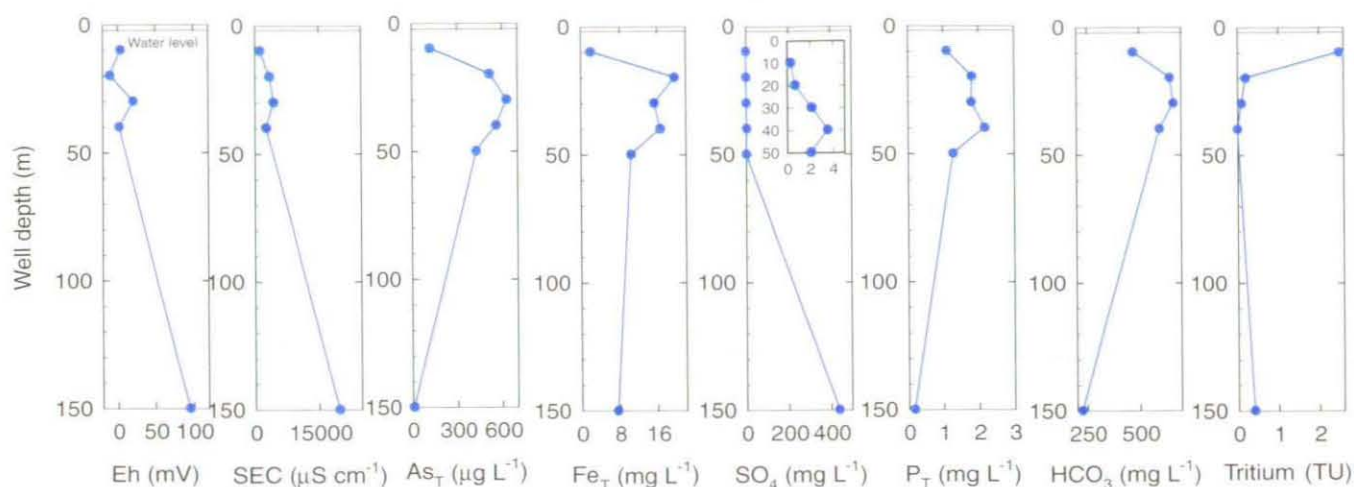 0 0 0 0 0 0 0 0
Water level
0
10
20
30
40
50
0 2 4
50 50 50 50 50 50 50 50
Well depth (m)
100 100 100 100 100 100 100 100
150 150 150 150 150 150 150 150
0 50 100 0 15000 0 300 600 0 8 16 0 200 400 0 1 2 3 250 500 0 1 2
Eh (mV) SEC (µS cm⁻¹) As_T (µg L⁻¹) Fe_T (mg L⁻¹) SO₄ (mg L⁻¹) P_T (mg L⁻¹) HCO₃ (mg L⁻¹) Tritium (TU)